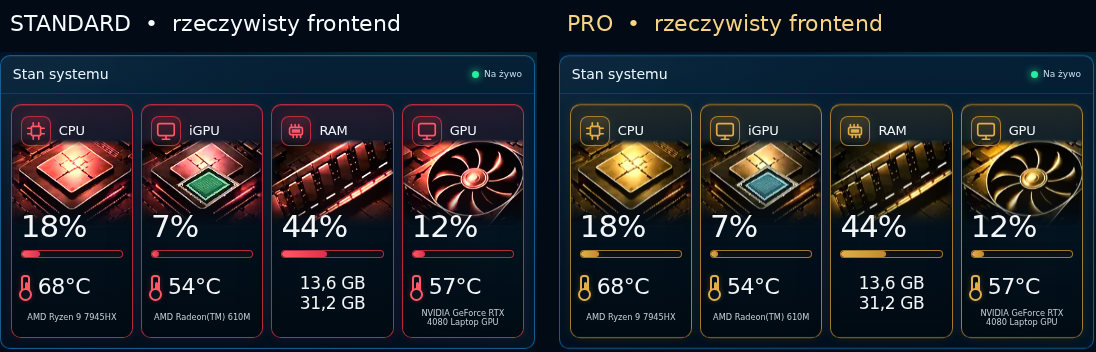 STANDARD • rzeczywisty frontend
Stan systemu
Na żywo
CPU
18%
68°C
AMD Ryzen 9 7945HX
iGPU
7%
54°C
AMD Radeon(TM) 610M
RAM
44%
13,6 GB
31,2 GB
GPU
12%
57°C
NVIDIA GeForce RTX
4080 Laptop GPU
PRO • rzeczywisty frontend
Stan systemu
Na żywo
CPU
18%
68°C
AMD Ryzen 9 7945HX
iGPU
7%
54°C
AMD Radeon(TM) 610M
RAM
44%
13,6 GB
31,2 GB
GPU
12%
57°C
NVIDIA GeForce RTX
4080 Laptop GPU